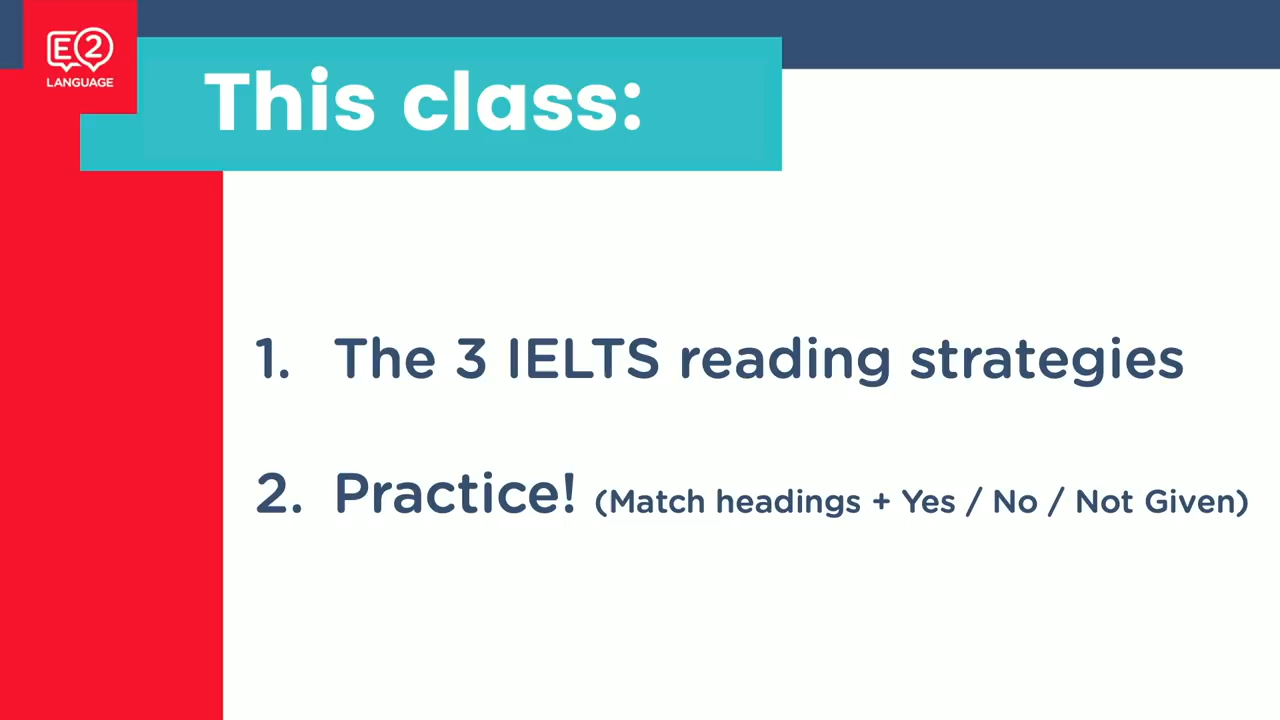 E2
LANGUAGE
This class:
1. The 3 IELTS reading strategies
2. Practice! (Match headings + Yes / No / Not Given)